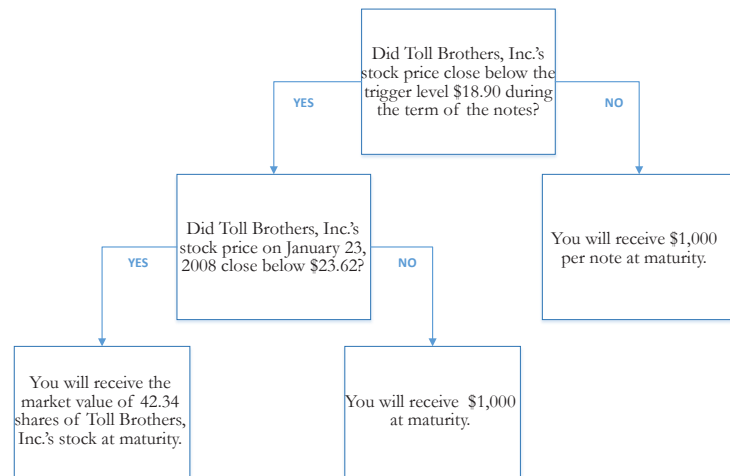 Did Toll Brothers, Inc.'s
stock price close below the
trigger level $18.90 during
the term of the notes?
YES
NO
Did Toll Brothers, Inc.'s
stock price on January 23,
2008 close below $23.62?
You will receive $1,000
per note at maturity.
YES
NO
You will receive the
market value of 42.34
shares of Toll Brothers,
Inc.'s stock at maturity.
You will receive $1,000
at maturity.